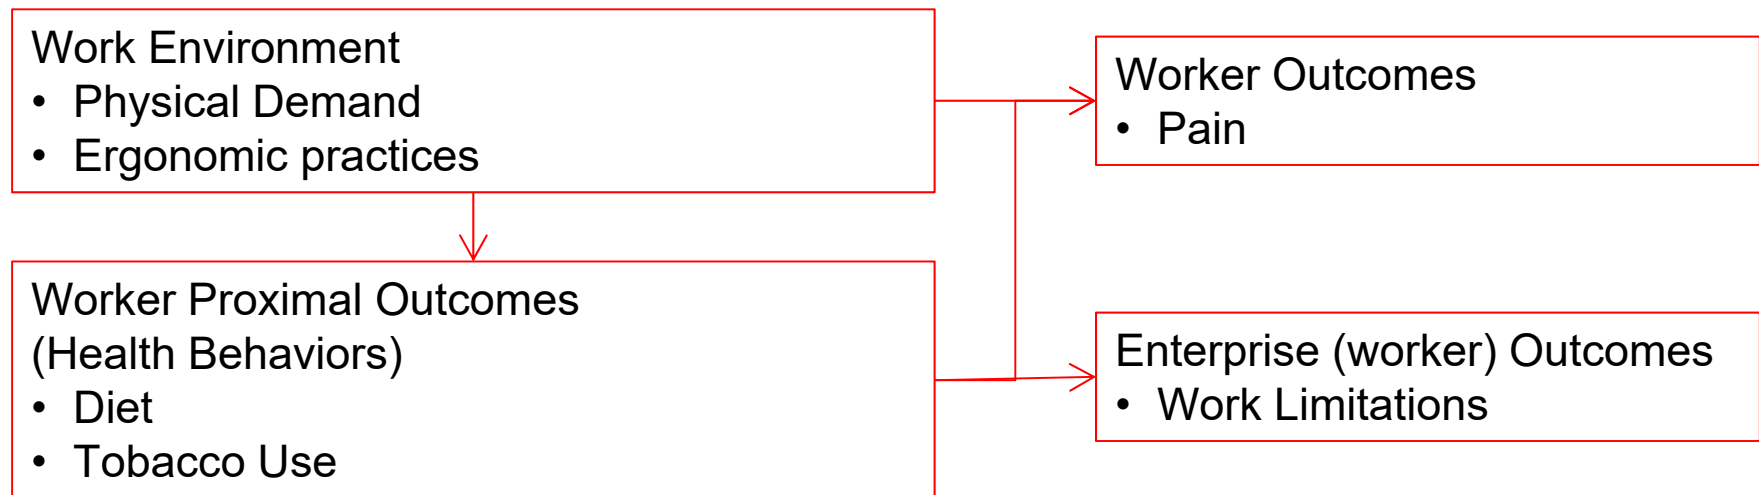 Work Environment
• Physical Demand
• Ergonomic practices
Worker Outcomes
• Pain
Worker Proximal Outcomes
(Health Behaviors)
• Diet
• Tobacco Use
Enterprise (worker) Outcomes
• Work Limitations